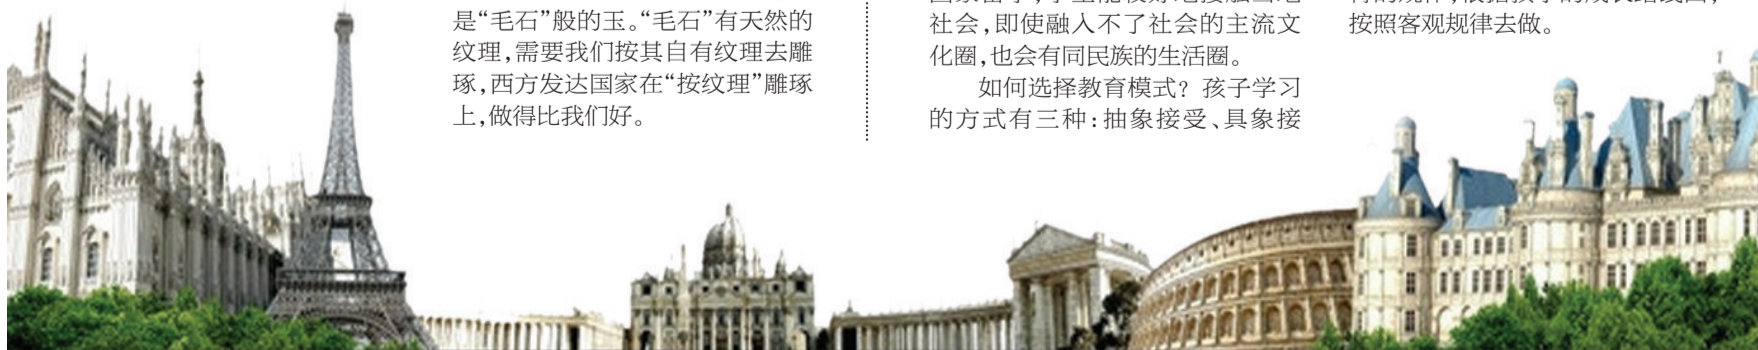 是“毛石”般的玉。“毛石”有天然的
纹理,需要我们按其自有纹理去雕
琢,西方发达国家在“按纹理”雕琢
上,做得比我们好。
社会,即使融入不了社会的主流文
化圈,也会有同民族的生活圈。
如何选择教育模式？孩子学习
的方式有三种:抽象接受、具象接
按照客观规律去做。